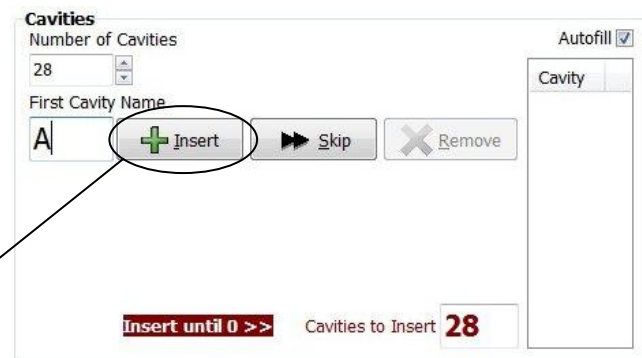 Cavities
Number of Cavities
Autofill
28
Cavity
First Cavity Name
A
Insert
Skip
Remove
Insert until 0 >>
Cavities to Insert 28